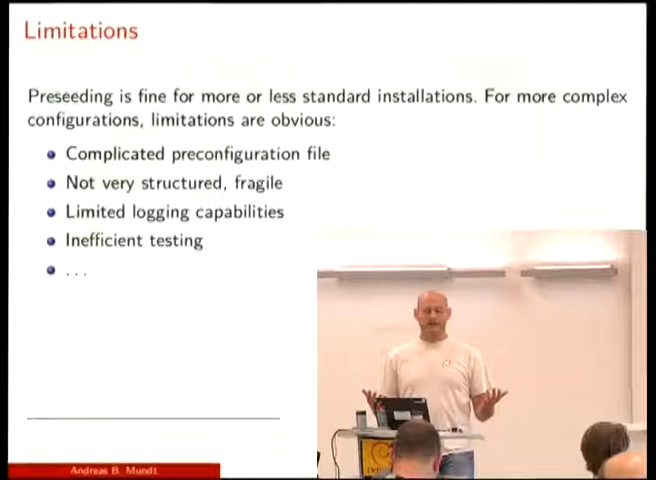 Limitations
Preseeding is fine for more or less standard installations. For more complex
configurations, limitations are obvious:
Complicated preconfiguration file
Not very structured, fragile
Limited logging capabilities
Inefficient testing
. . .
Andreas B. Mundt